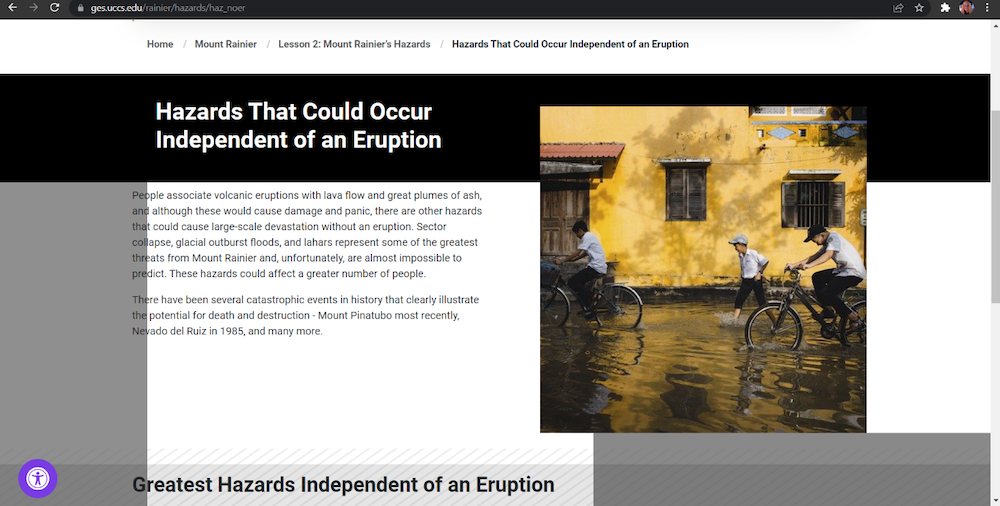 ges.uccs.edu/rainier/hazards/haz_noer
Home / Mount Rainier / Lesson 2: Mount Rainier's Hazards / Hazards That Could Occur Independent of an Eruption
Hazards That Could Occur
Independent of an Eruption
People associate volcanic eruptions with lava flow and great plumes of ash,
and although these would cause damage and panic, there are other hazards
that could cause large-scale devastation without an eruption. Sector
collapse, glacial outburst floods, and lahars represent some of the greatest
threats from Mount Rainier and, unfortunately, are almost impossible to
predict. These hazards could affect a greater number of people.
There have been several catastrophic events in history that clearly illustrate
the potential for death and destruction - Mount Pinatubo most recently,
Nevado del Ruiz in 1985, and many more.
Greatest Hazards Independent of an Eruption